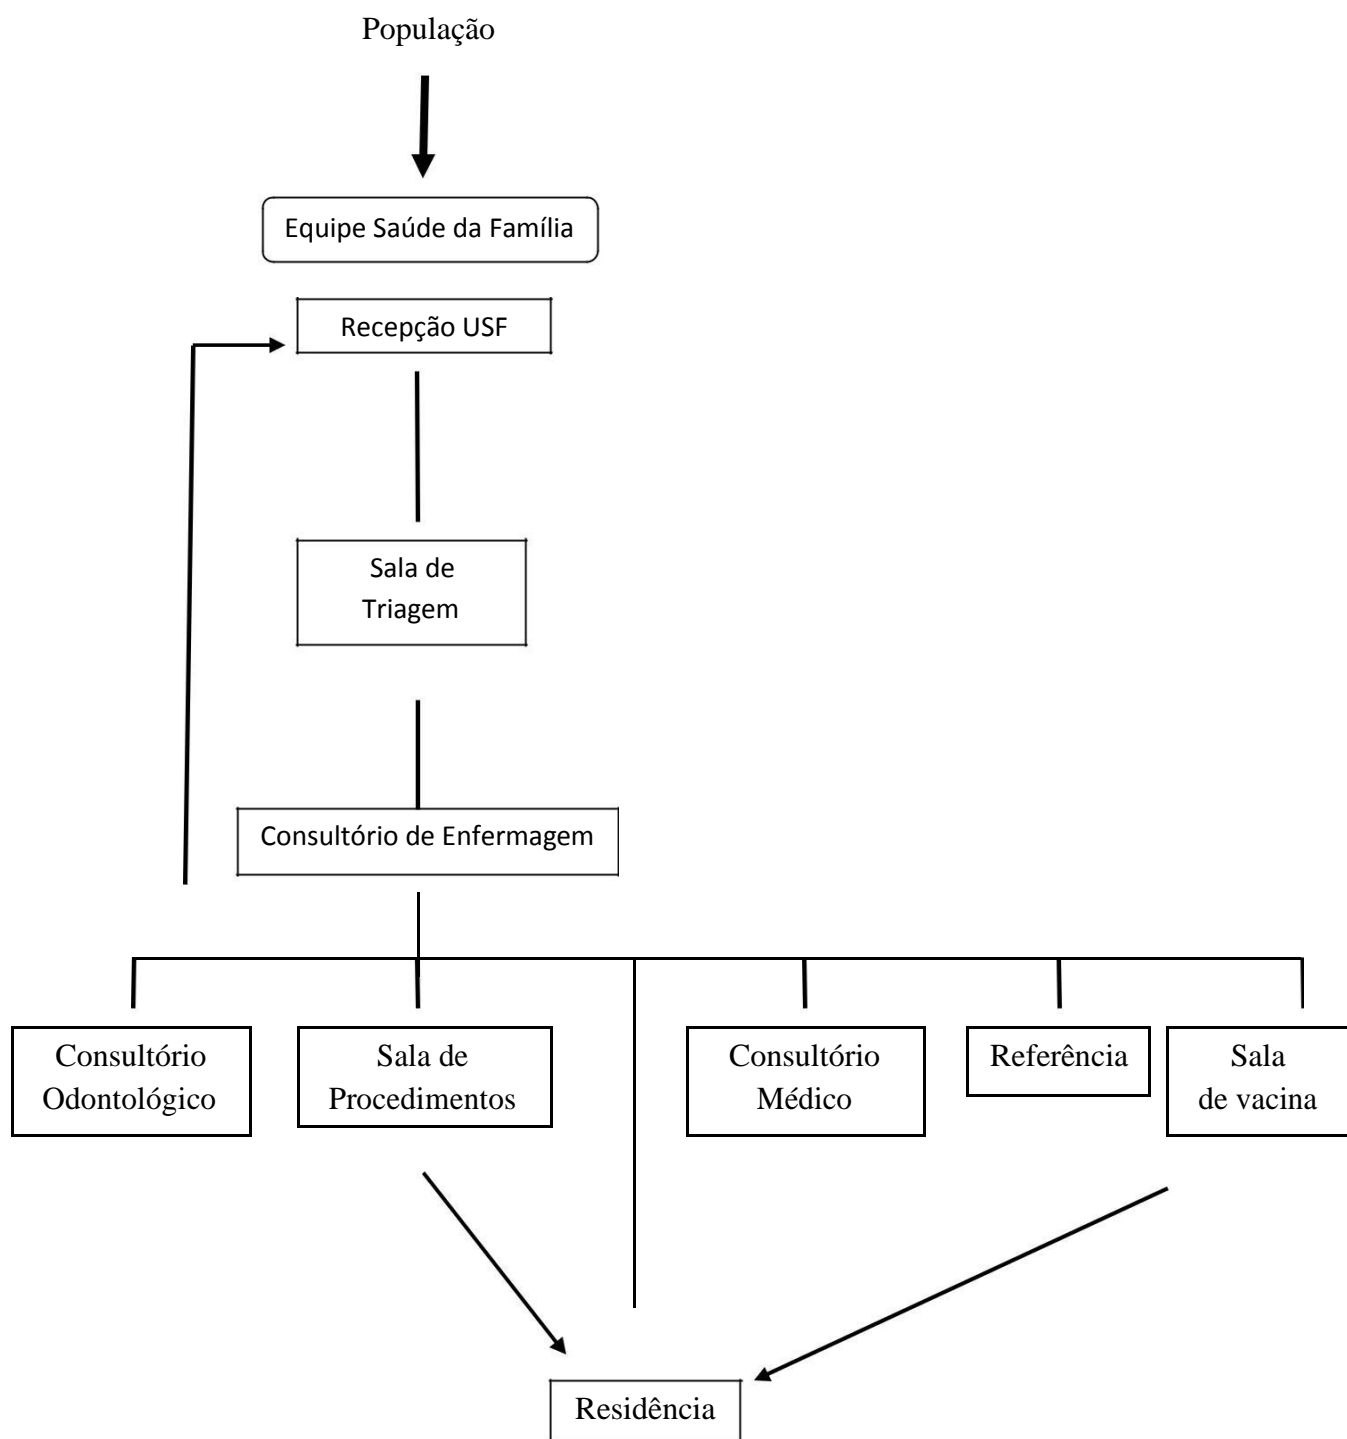 População
Equipe Saúde da Família
Recepção USF
Sala de
Triagem
Consultório de Enfermagem
Consultório
Odontológico
Sala de
Procedimentos
Consultório
Médico
Referência
Sala
de vacina
Residência